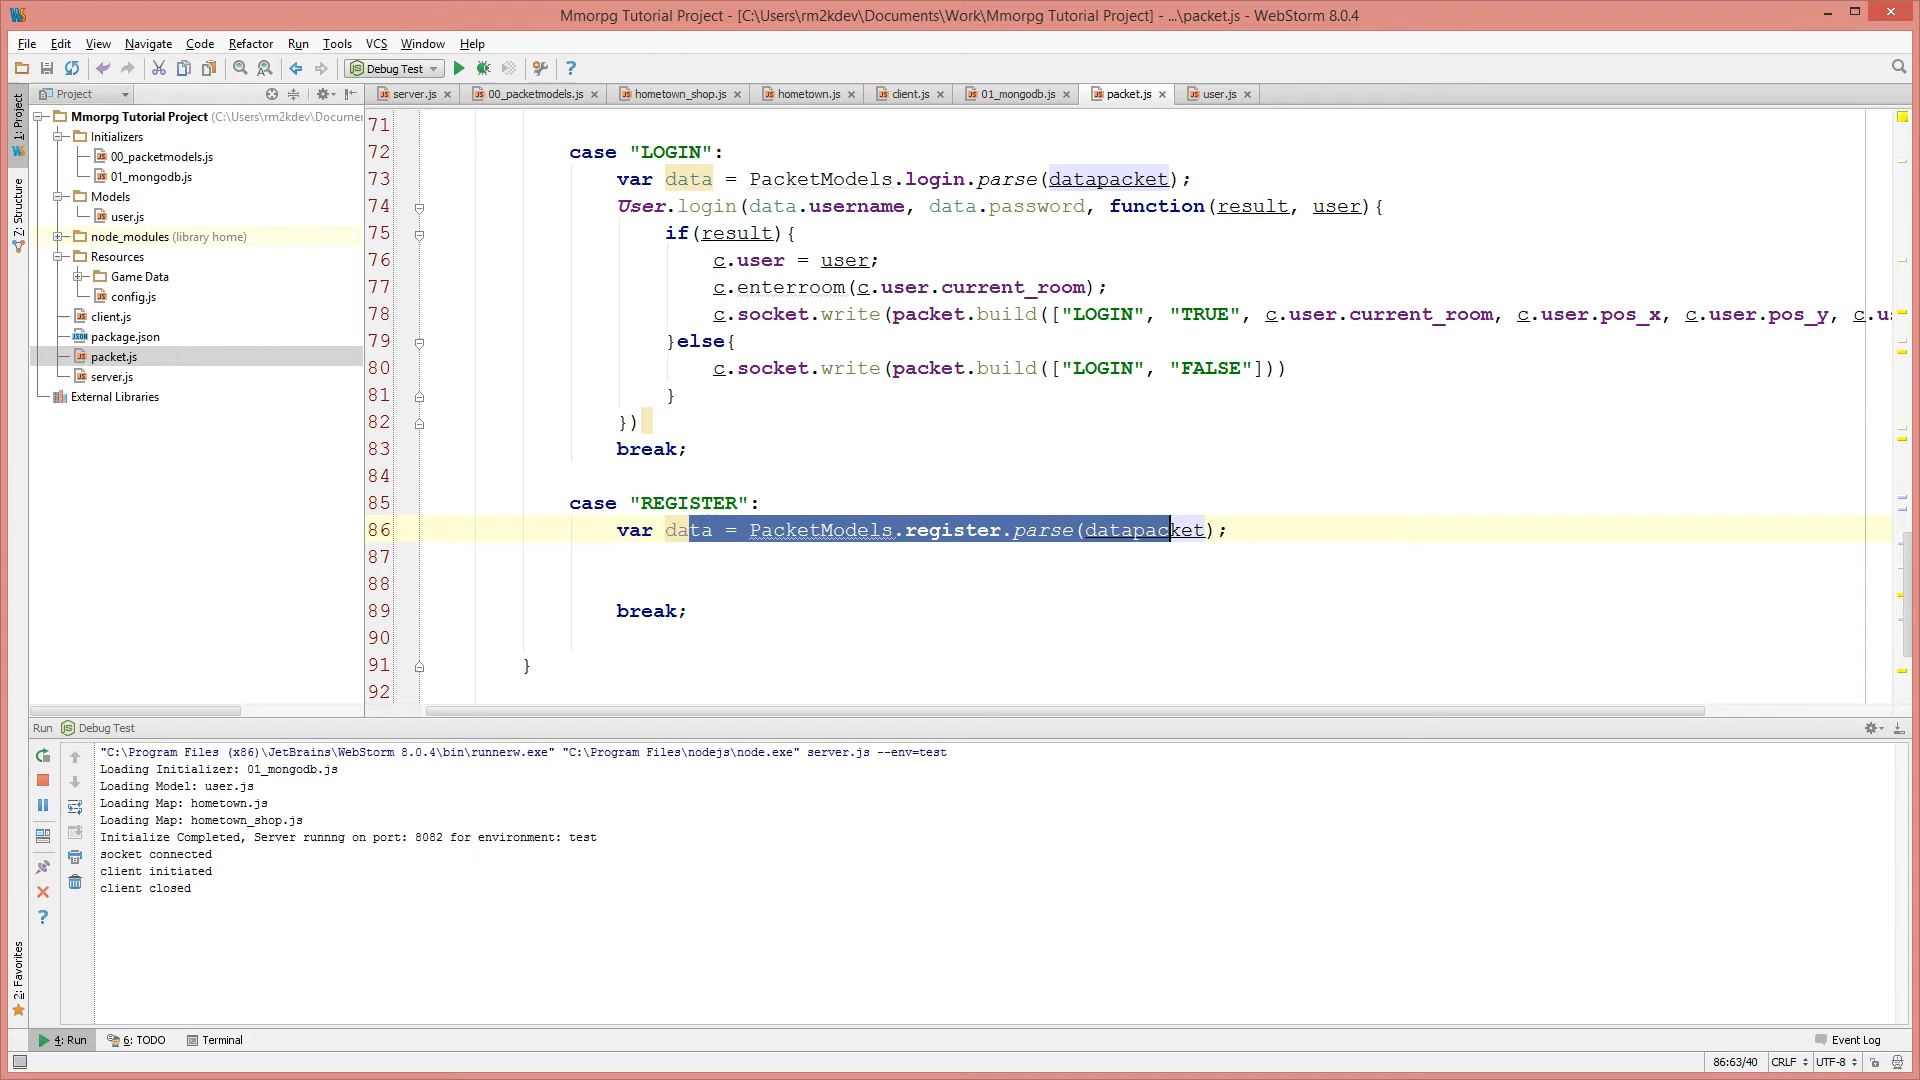 Mmorpg Tutorial Project - [C:\Users\rm2kdev\Documents\Work\Mmorpg Tutorial Project] - ...\packet.js - WebStorm 8.0.4
File Edit View Navigate Code Refactor Run Tools VCS Window Help
Debug Test
Project
server.js 00_packetmodels.js hometown_shop.js hometown.js client.js 01_mongodb.js packet.js user.js
1: Project
Z: Structure
2: Favorites
Mmorpg Tutorial Project (C:\Users\rm2kdev\Documen
Initializers
00_packetmodels.js
01_mongodb.js
Models
user.js
node_modules (library home)
Resources
Game Data
config.js
client.js
package.json
packet.js
server.js
External Libraries
71
72 case "LOGIN":
73 var data = PacketModels.login.parse(datapacket);
74 User.login(data.username, data.password, function(result, user){
75 if(result){
76 c.user = user;
77 c.enterroom(c.user.current_room);
78 c.socket.write(packet.build(["LOGIN", "TRUE", c.user.current_room, c.user.pos_x, c.user.pos_y, c.u
79 }else{
80 c.socket.write(packet.build(["LOGIN", "FALSE"]))
81 }
82 })
83 break;
84
85 case "REGISTER":
86 var data = PacketModels.register.parse(datapacket);
87
88
89 break;
90
91 }
92
Run Debug Test
"C:\Program Files (x86)\JetBrains\WebStorm 8.0.4\bin\runnerw.exe" "C:\Program Files\nodejs\node.exe" server.js --env=test
Loading Initializer: 01_mongodb.js
Loading Model: user.js
Loading Map: hometown.js
Loading Map: hometown_shop.js
Initialize Completed, Server runnng on port: 8082 for environment: test
socket connected
client initiated
client closed
4: Run 6: TODO Terminal Event Log
86:63/40 CRLF UTF-8